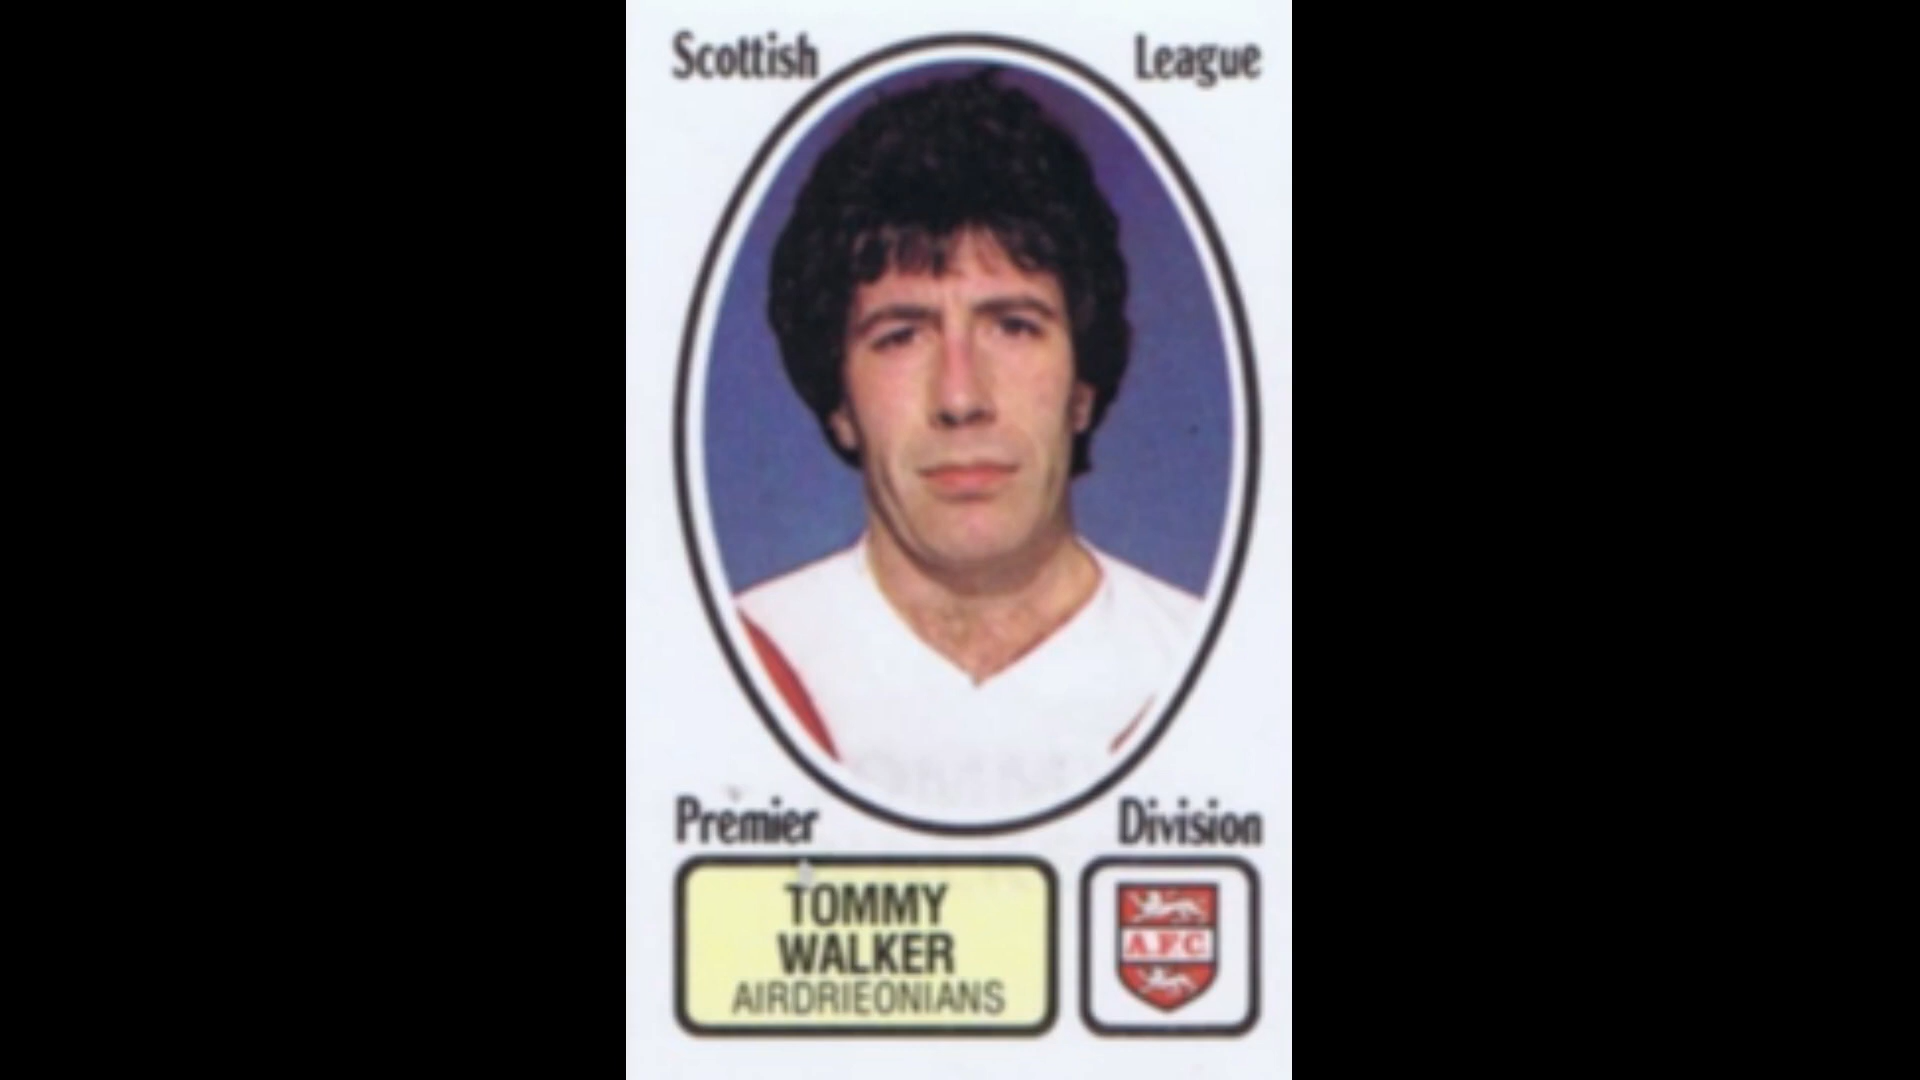 Scottish League
Premier Division
TOMMY
WALKER
AIRDRIEONIANS
A.F.C